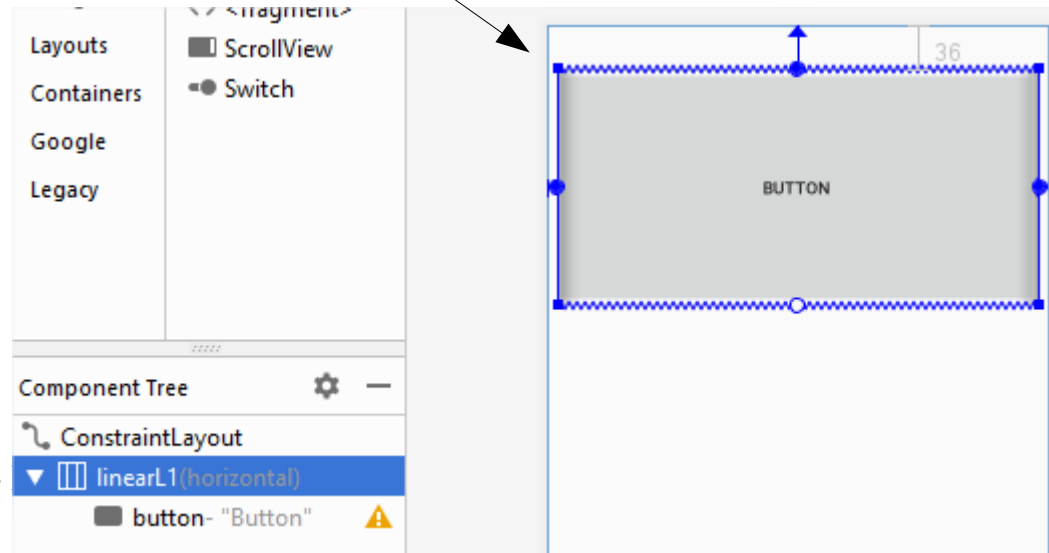 <fragment>
Layouts
ScrollView
Containers
Switch
Google
Legacy
36
BUTTON
Component Tree
ConstraintLayout
linearL1(horizontal)
button- "Button"